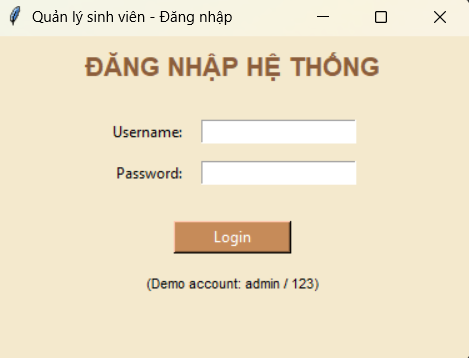 Quản lý sinh viên - Đăng nhập
ĐĂNG NHẬP HỆ THỐNG
Username:
Password:
Login
(Demo account: admin / 123)